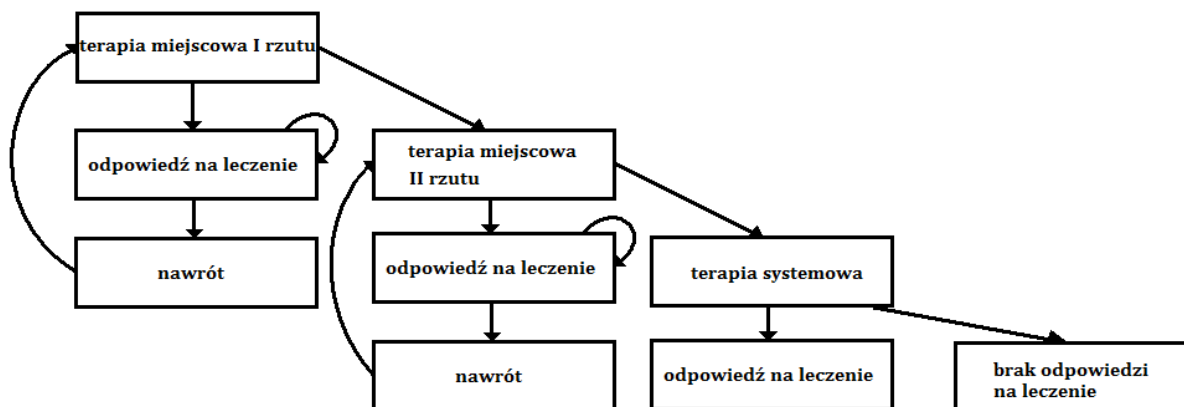 terapia miejscowa I rzutu
odpowiedź na leczenie
nawrót
terapia miejscowa
II rzutu
odpowiedź na leczenie
nawrót
terapia systemowa
odpowiedź na leczenie
brak odpowiedzi
na leczenie